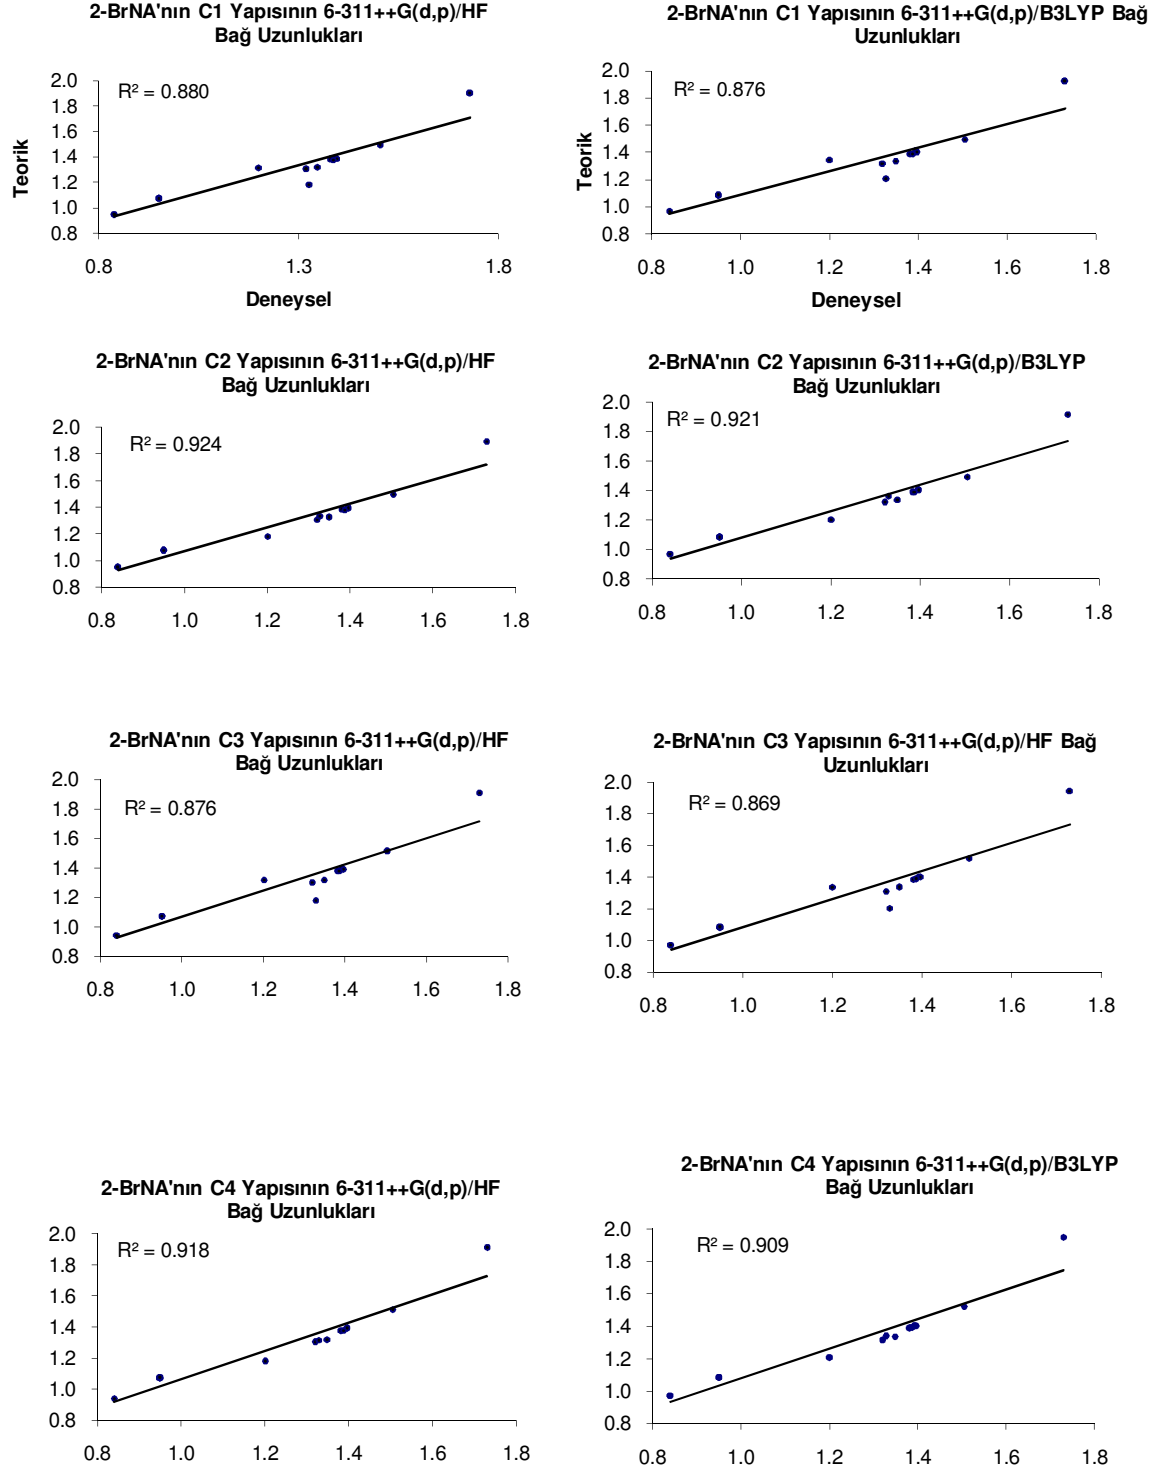 2-BrNA'nın C1 Yapısının 6-311++G(d,p)/HF
Bağ Uzunlukları
R² = 0.880
2.0
1.8
1.6
1.4
1.2
1.0
0.8
Teorik
0.8 1.3 1.8
Deneysel
2-BrNA'nın C1 Yapısının 6-311++G(d,p)/B3LYP Bağ
Uzunlukları
R² = 0.876
2.0
1.8
1.6
1.4
1.2
1.0
0.8
Teorik
0.8 1.0 1.2 1.4 1.6 1.8
Deneysel
2-BrNA'nın C2 Yapısının 6-311++G(d,p)/HF
Bağ Uzunlukları
R² = 0.924
2.0
1.8
1.6
1.4
1.2
1.0
0.8
0.8 1.0 1.2 1.4 1.6 1.8
2-BrNA'nın C2 Yapısının 6-311++G(d,p)/B3LYP
Bağ Uzunlukları
R² = 0.921
2.0
1.8
1.6
1.4
1.2
1.0
0.8
0.8 1.0 1.2 1.4 1.6 1.8
2-BrNA'nın C3 Yapısının 6-311++G(d,p)/HF
Bağ Uzunlukları
R² = 0.876
2.0
1.8
1.6
1.4
1.2
1.0
0.8
0.8 1.0 1.2 1.4 1.6 1.8
2-BrNA'nın C3 Yapısının 6-311++G(d,p)/HF Bağ
Uzunlukları
R² = 0.869
2.0
1.8
1.6
1.4
1.2
1.0
0.8
0.8 1.0 1.2 1.4 1.6 1.8
2-BrNA'nın C4 Yapısının 6-311++G(d,p)/HF
Bağ Uzunlukları
R² = 0.918
2.0
1.8
1.6
1.4
1.2
1.0
0.8
0.8 1.0 1.2 1.4 1.6 1.8
2-BrNA'nın C4 Yapısının 6-311++G(d,p)/B3LYP
Bağ Uzunlukları
R² = 0.909
2.0
1.8
1.6
1.4
1.2
1.0
0.8
0.8 1.0 1.2 1.4 1.6 1.8